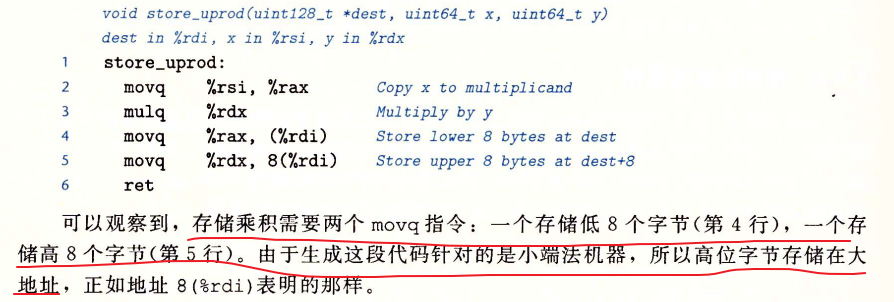 void store_uprod(uint128_t *dest, uint64_t x, uint64_t y)
dest in %rdi, x in %rsi, y in %rdx
1 store_uprod:
2 movq %rsi, %rax Copy x to multiplicand
3 mulq %rdx Multiply by y
4 movq %rax, (%rdi) Store lower 8 bytes at dest
5 movq %rdx, 8(%rdi) Store upper 8 bytes at dest+8
6 ret
可以观察到，存储乘积需要两个 movq 指令：一个存储低 8 个字节(第 4 行)，一个存
储高 8 个字节(第 5 行)。由于生成这段代码针对的是小端法机器，所以高位字节存储在大
地址，正如地址 8(%rdi)表明的那样。